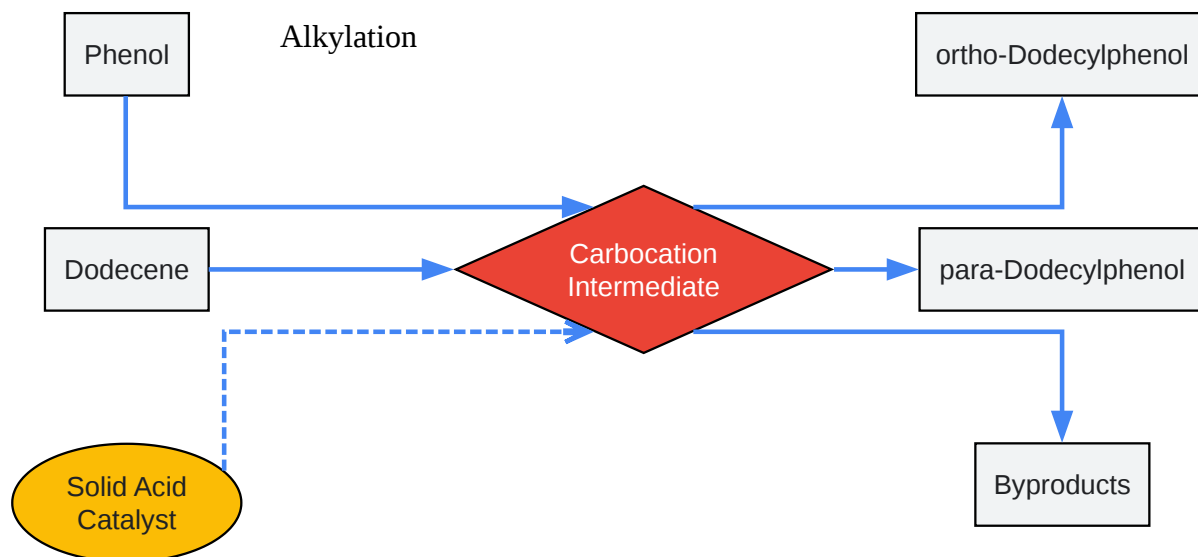 Phenol
Alkylation
ortho-Dodecylphenol
Dodecene
Carbocation
Intermediate
para-Dodecylphenol
Solid Acid
Catalyst
Byproducts